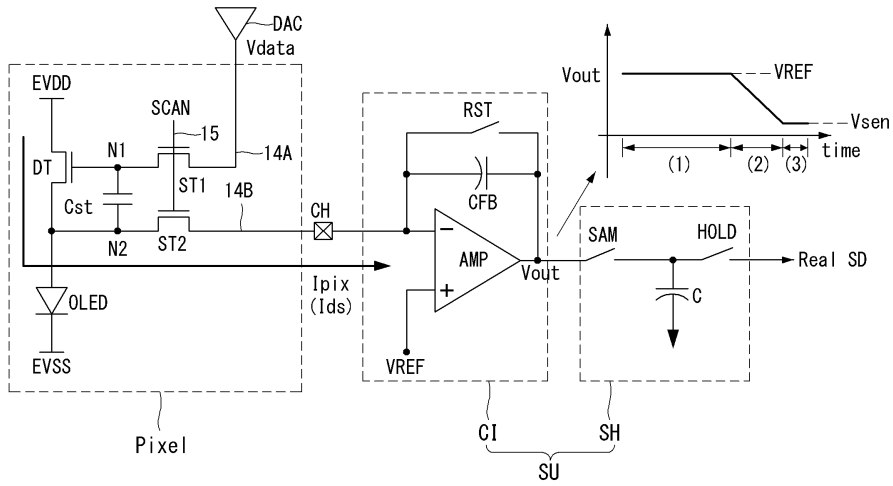 DAC
Vdata
EVDD
SCAN
15
N1
14A
DT
ST1
Cst
14B
N2
ST2
OLED
EVSS
Ipix
(Ids)
CH
RST
CFB
AMP
−
+
VREF
Vout
SAM
HOLD
C
Real SD
Vout
VREF
Vsen
time
(1)
(2)
(3)
Pixel
CI
SH
SU